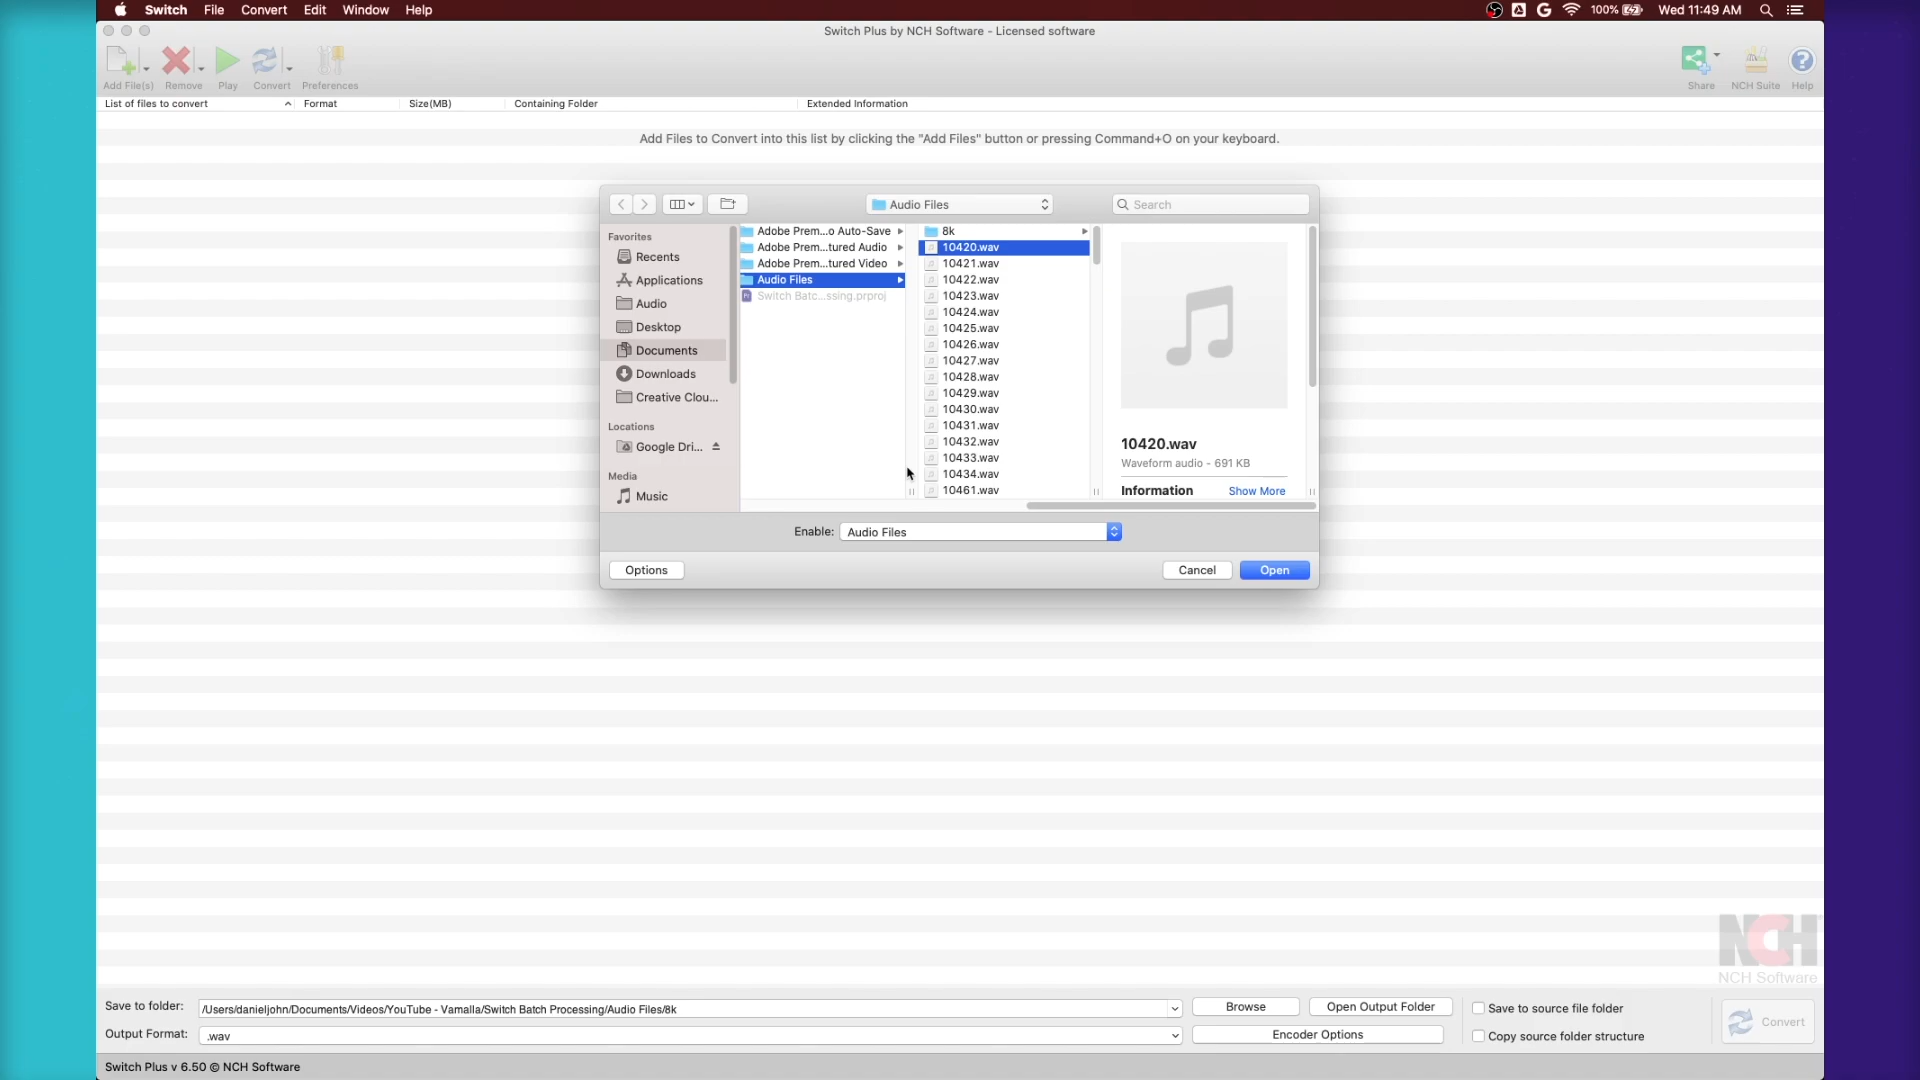 Switch File Convert Edit Window Help 100% Wed 11:49 AM
Switch Plus by NCH Software - Licensed software
Add File(s) Remove Play Convert Preferences Share NCH Suite Help
List of files to convert Format Size(MB) Containing Folder Extended Information
Add Files to Convert into this list by clicking the "Add Files" button or pressing Command+O on your keyboard.
Audio Files Search
Favorites
Recents
Applications
Audio
Desktop
Documents
Downloads
Creative Clou...
Locations
Google Dri...
Media
Music
Adobe Prem...o Auto-Save
Adobe Prem...tured Audio
Adobe Prem...tured Video
Audio Files
Switch Batc...ssing.prproj
8k
10420.wav
10421.wav
10422.wav
10423.wav
10424.wav
10425.wav
10426.wav
10427.wav
10428.wav
10429.wav
10430.wav
10431.wav
10432.wav
10433.wav
10434.wav
10461.wav
10420.wav
Waveform audio - 691 KB
Information Show More
Enable: Audio Files
Options Cancel Open
NCH
NCH Software
Save to folder: /Users/danieljohn/Documents/Videos/YouTube - Vamalla/Switch Batch Processing/Audio Files/8k Browse Open Output Folder Save to source file folder
Output Format: .wav Encoder Options Copy source folder structure
Convert
Switch Plus v 6.50 © NCH Software